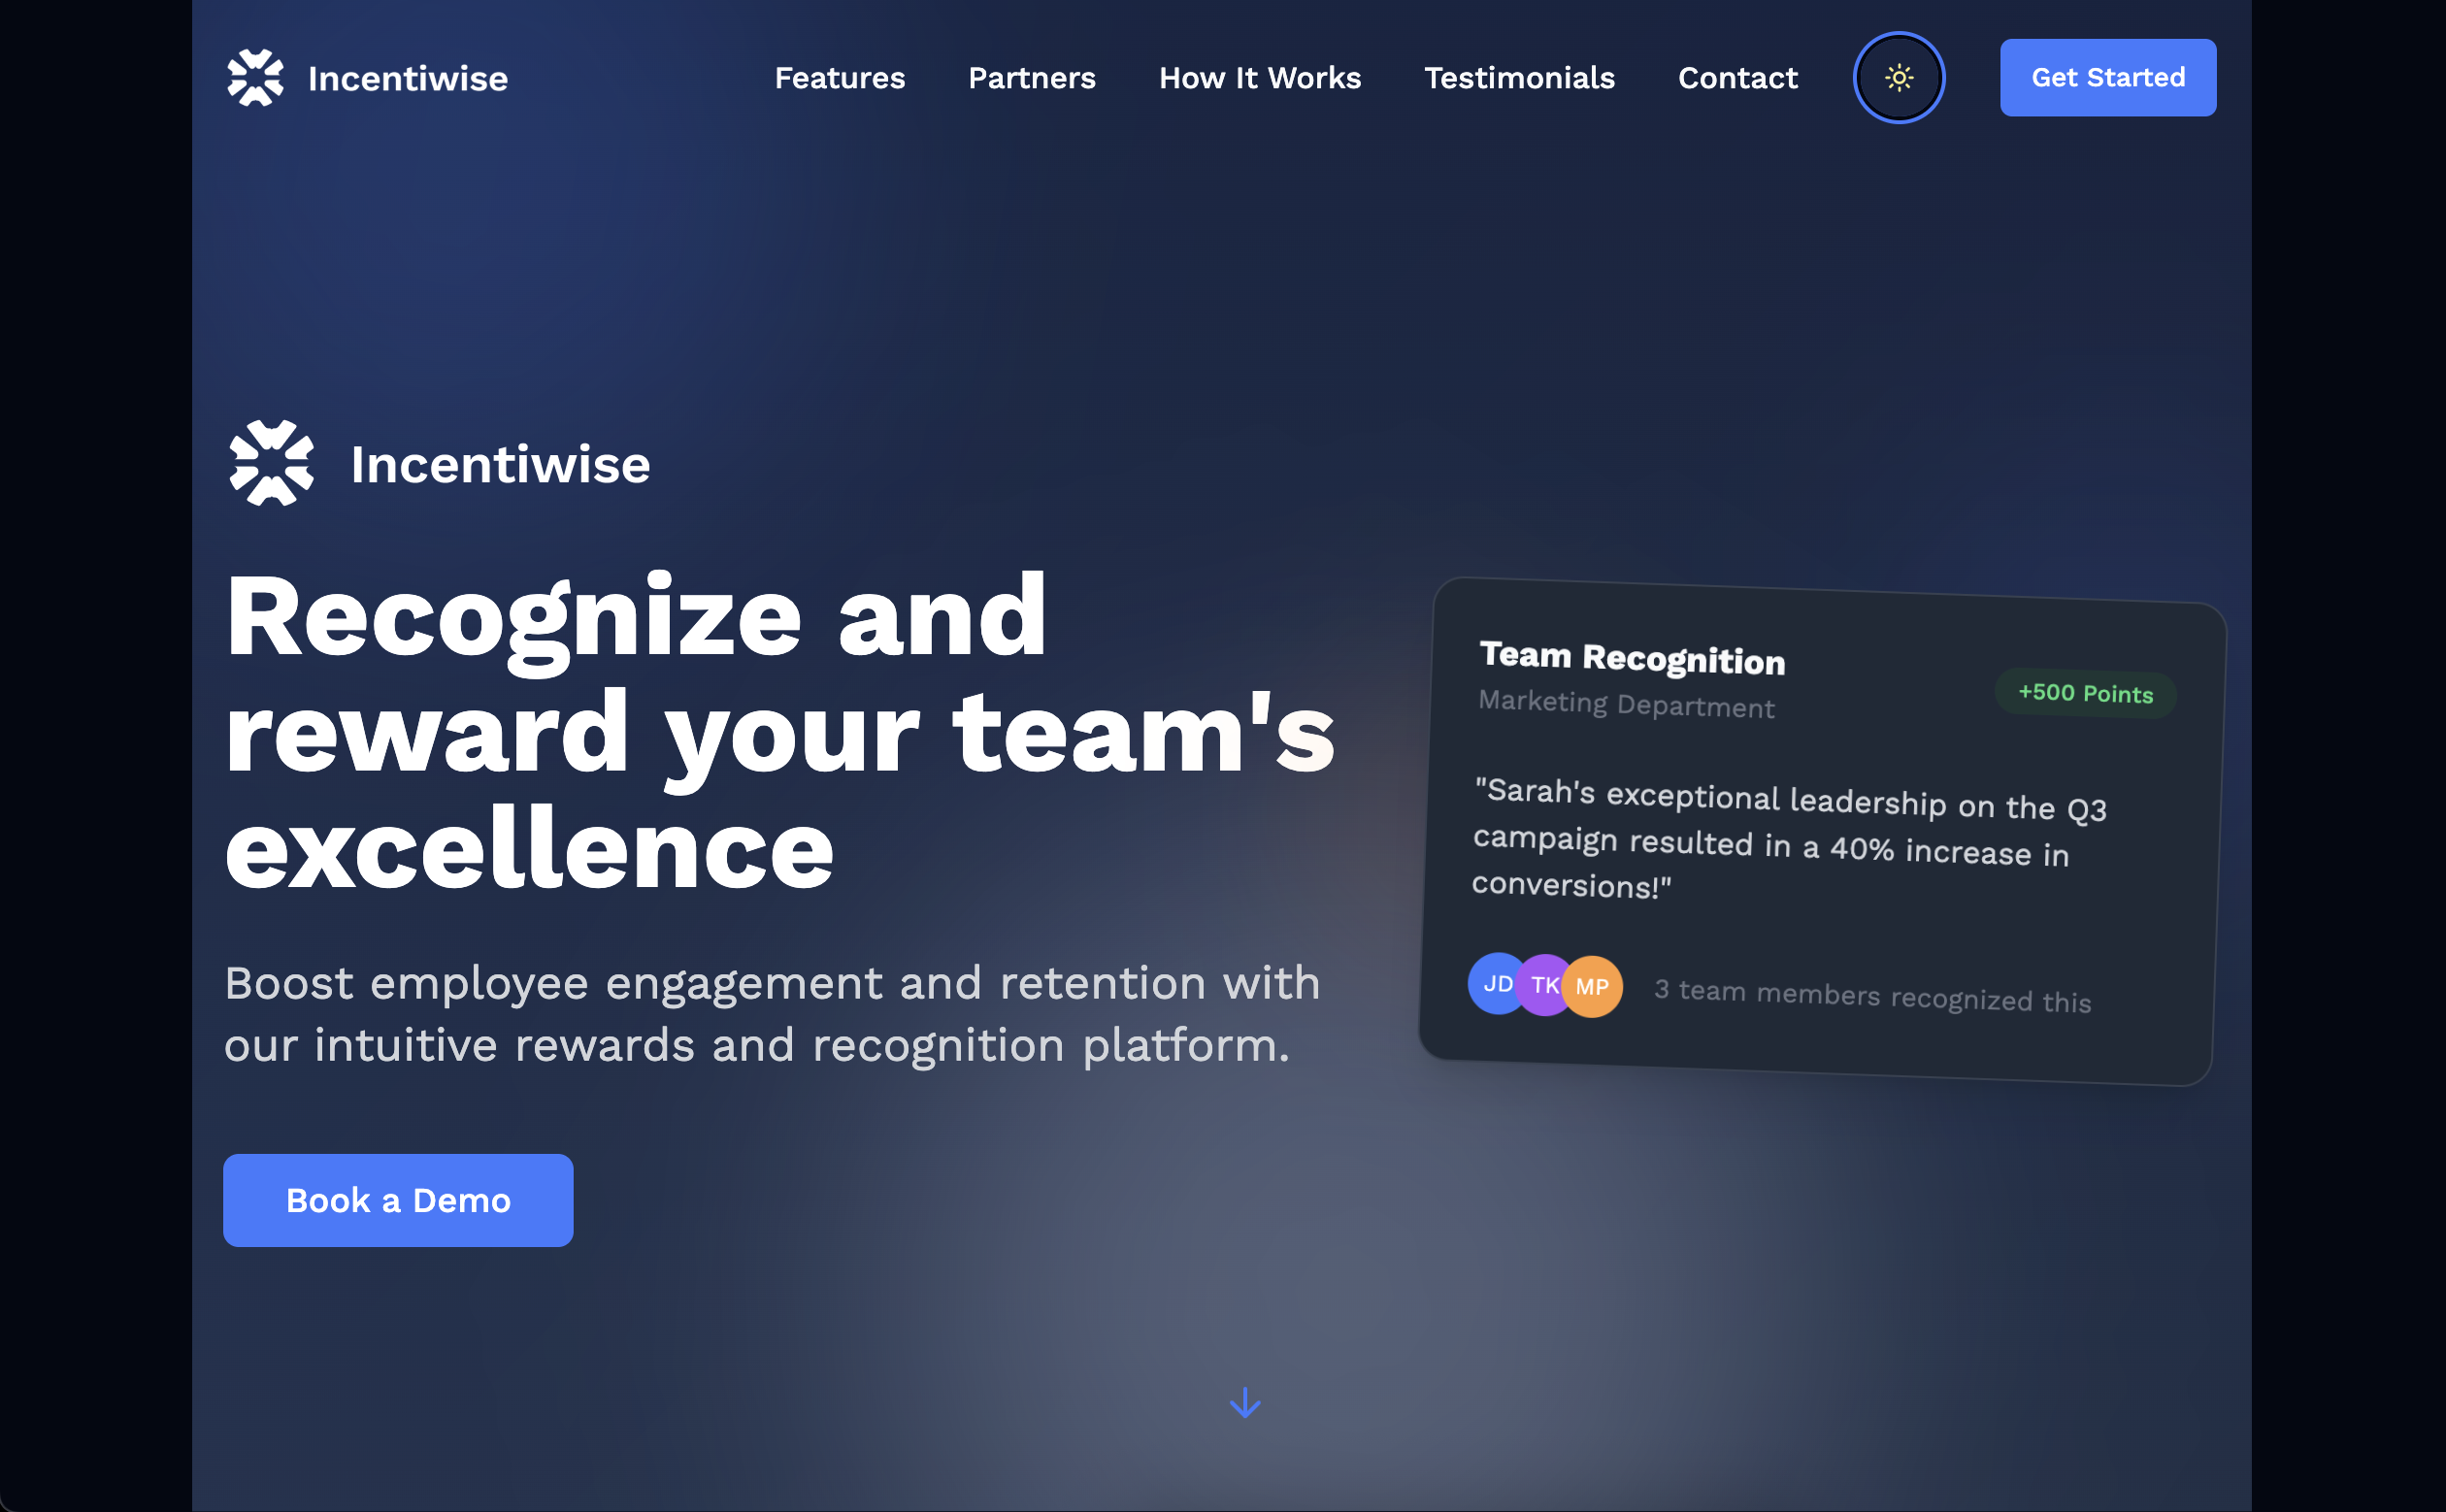 Incentiwise
Features
Partners
How It Works
Testimonials
Contact
Get Started
Incentiwise
Recognize and
reward your team's
excellence
Boost employee engagement and retention with
our intuitive rewards and recognition platform.
Book a Demo
Team Recognition
Marketing Department
+500 Points
"Sarah's exceptional leadership on the Q3
campaign resulted in a 40% increase in
conversions!"
JD
TK
MP
3 team members recognized this